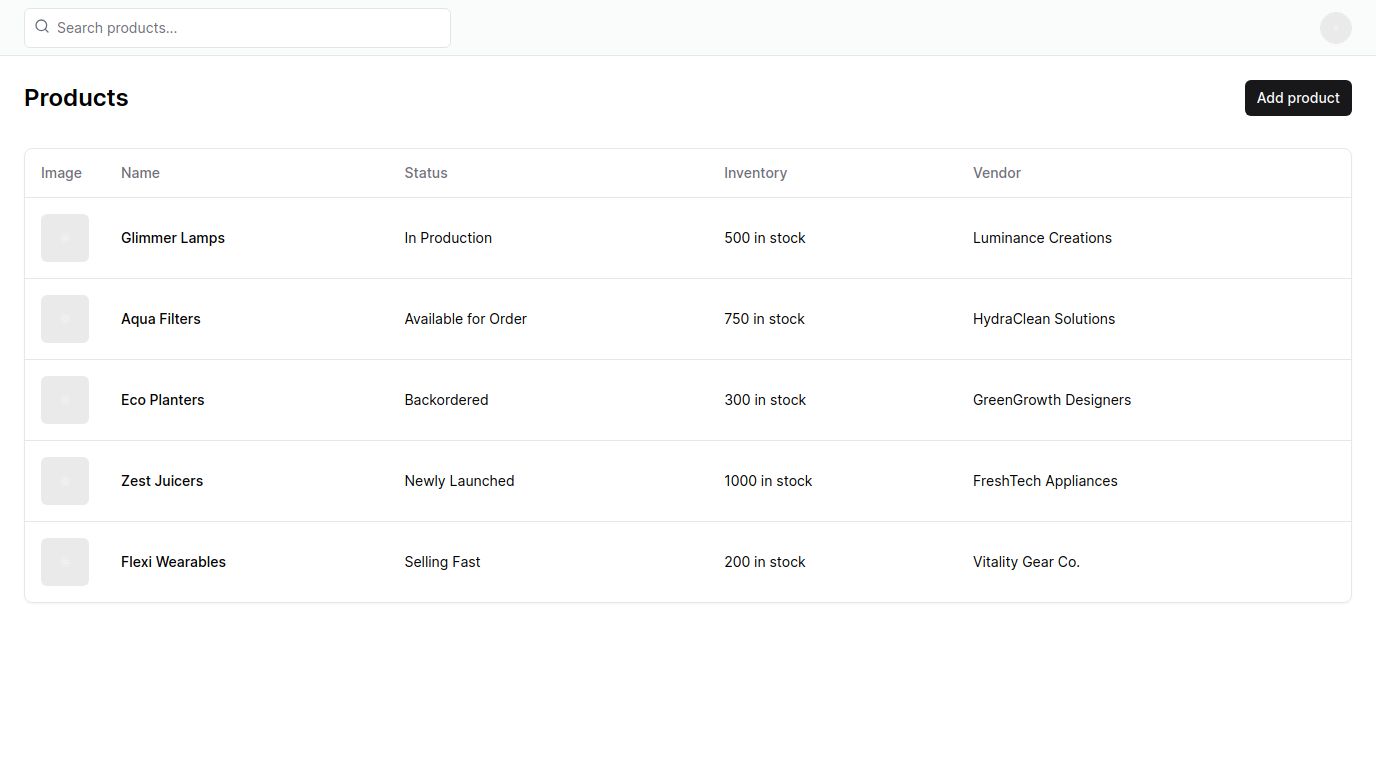 Search products...
Products
Add product
Image Name Status Inventory Vendor
Glimmer Lamps In Production 500 in stock Luminance Creations
Aqua Filters Available for Order 750 in stock HydraClean Solutions
Eco Planters Backordered 300 in stock GreenGrowth Designers
Zest Juicers Newly Launched 1000 in stock FreshTech Appliances
Flexi Wearables Selling Fast 200 in stock Vitality Gear Co.